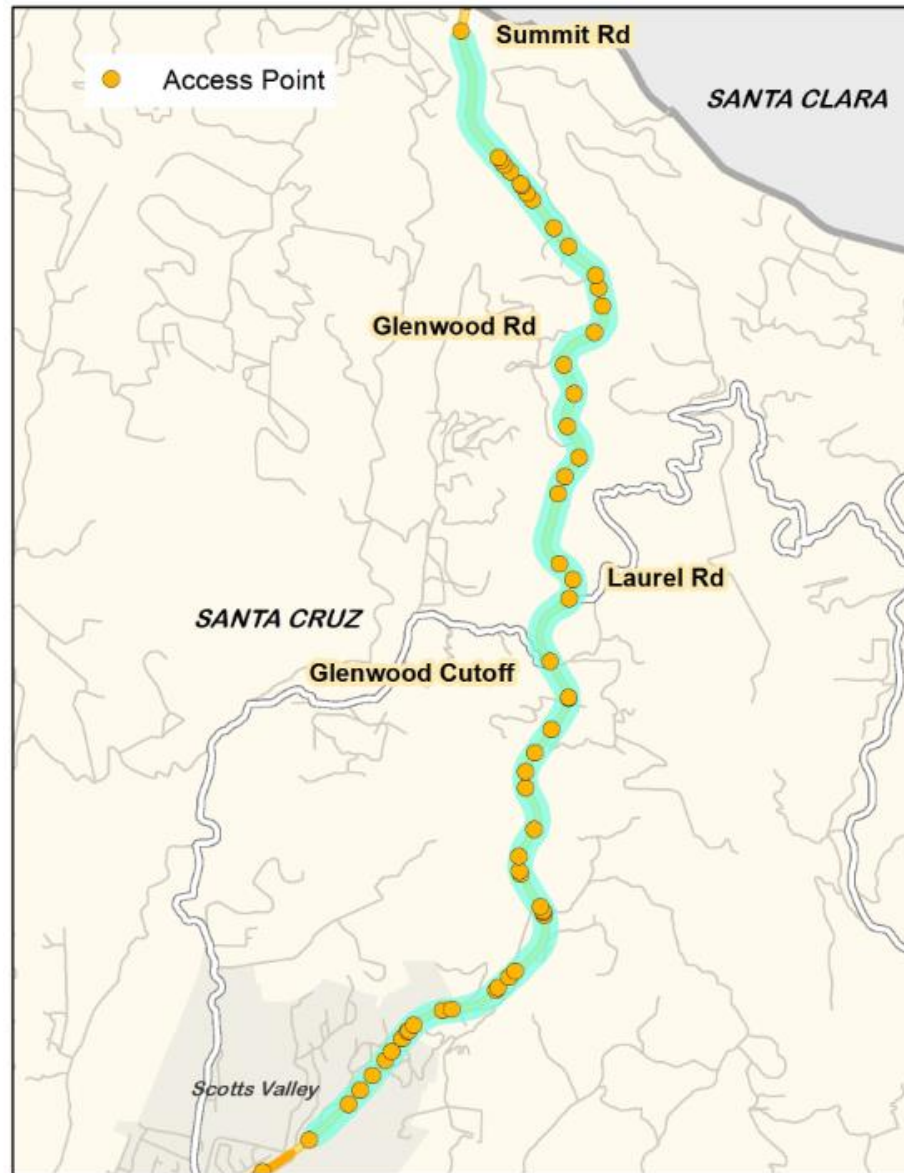 Summit Rd
Access Point
SANTA CLARA
Glenwood Rd
Laurel Rd
SANTA CRUZ
Glenwood Cutoff
Scotts Valley